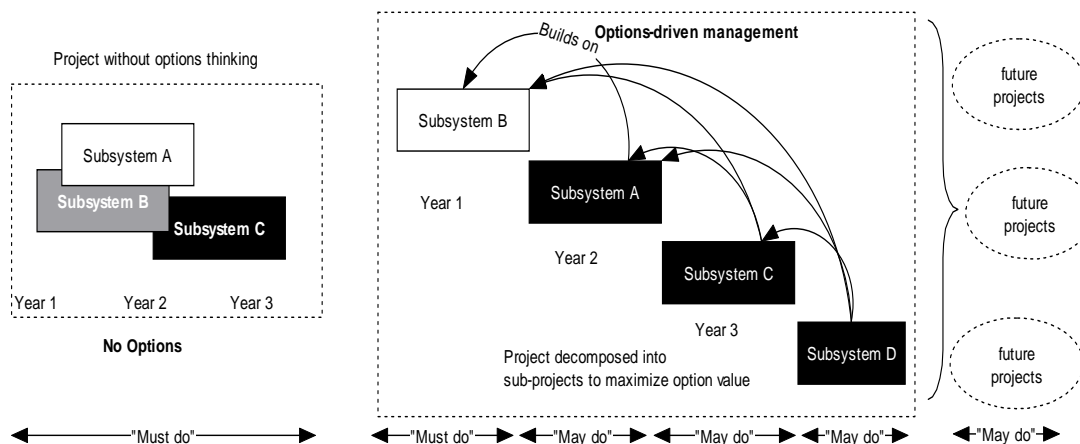 Project without options thinking
Subsystem A
Subsystem B
Subsystem C
Year 1
Year 2
Year 3
No Options
"Must do"
Options-driven management
Builds on
Subsystem B
Year 1
Subsystem A
Year 2
Subsystem C
Year 3
Subsystem D
Project decomposed into
sub-projects to maximize option value
"Must do"
"May do"
"May do"
"May do"
future
projects
future
projects
future
projects
"May do"